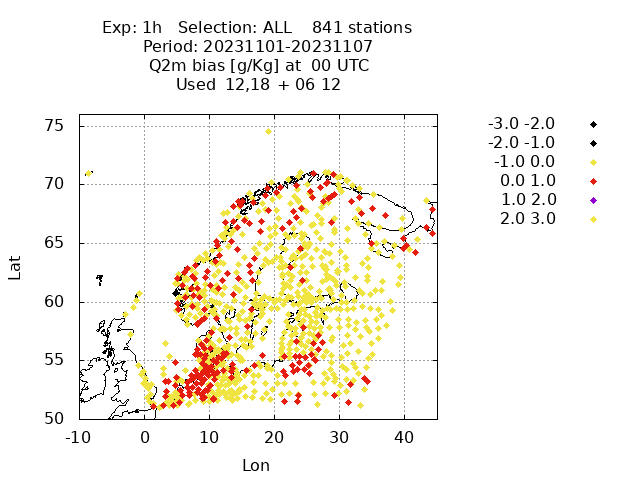 Exp: 1h   Selection: ALL    841 stations
Period: 20231101-20231107
Q2m bias [g/Kg] at  00 UTC
Used  12,18 + 06 12
-3.0 -2.0
-2.0 -1.0
-1.0 0.0
0.0 1.0
1.0 2.0
2.0 3.0
75
70
65
60
55
50
Lat
-10 0 10 20 30 40
Lon